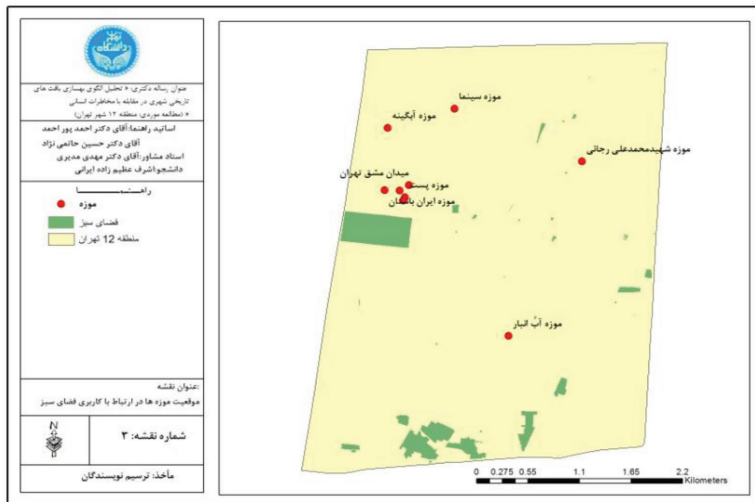 عنوان رساله دکتری: « تحلیل الگوی بهسازی بافت های
تاریخی شهری در مقابله با مخاطرات انسانی
« (مطالعه موردی: منطقه ۱۲ شهر تهران)
اساتید راهنما:آقای دکتر احمد پور احمد
آقای دکتر حسین حاتمی نژاد
استاد مشاور:آقای دکتر مهدی مدیری
دانشجو:اشرف عظیم زاده ایرانی
راهنما
موزه
فضای سبز
منطقه 12 تهران
عنوان نقشه:
موقعیت موزه ها در ارتباط با کاربری فضای سبز
N
شماره نقشه: ۳
مأخذ: ترسیم نویسندگان
موزه سینما
موزه آبگینه
موزه شهیدمحمدعلی رجائی
میدان مشق تهران
موزه پست
موزه ایران باستان
موزه آب انبار
0 0.275 0.55 1.1 1.65 2.2
Kilometers